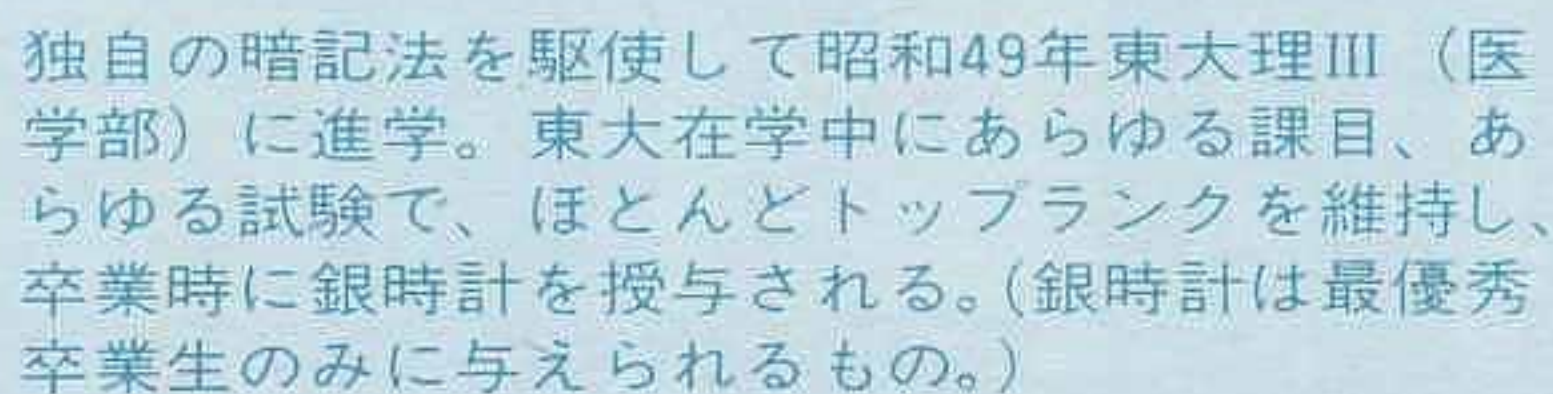 独自の暗記法を駆使して昭和49年東大理III（医
学部）に進学。東大在学中にあらゆる課目、あ
らゆる試験で、ほとんどトップランクを維持し、
卒業時に銀時計を授与される。(銀時計は最優秀
卒業生のみに与えられるもの。)